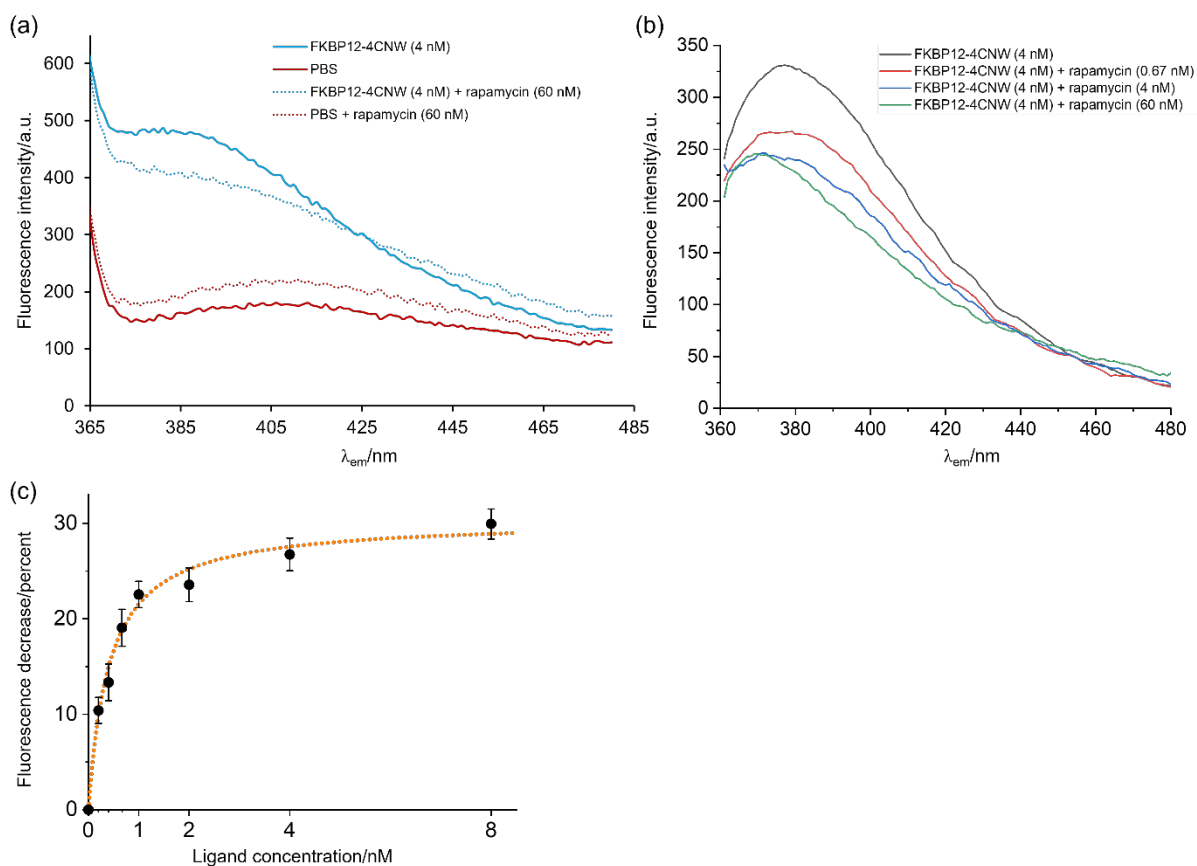 (a)
FKBP12-4CNW (4 nM)
PBS
FKBP12-4CNW (4 nM) + rapamycin (60 nM)
PBS + rapamycin (60 nM)
600
500
400
300
200
100
0
Fluorescence intensity/a.u.
365
385
405
425
445
465
485
λem/nm
(b)
FKBP12-4CNW (4 nM)
FKBP12-4CNW (4 nM) + rapamycin (0.67 nM)
FKBP12-4CNW (4 nM) + rapamycin (4 nM)
FKBP12-4CNW (4 nM) + rapamycin (60 nM)
350
300
250
200
150
100
50
0
Fluorescence intensity/a.u.
360
380
400
420
440
460
480
λem/nm
(c)
30
20
10
0
Fluorescence decrease/percent
0
1
2
4
8
Ligand concentration/nM